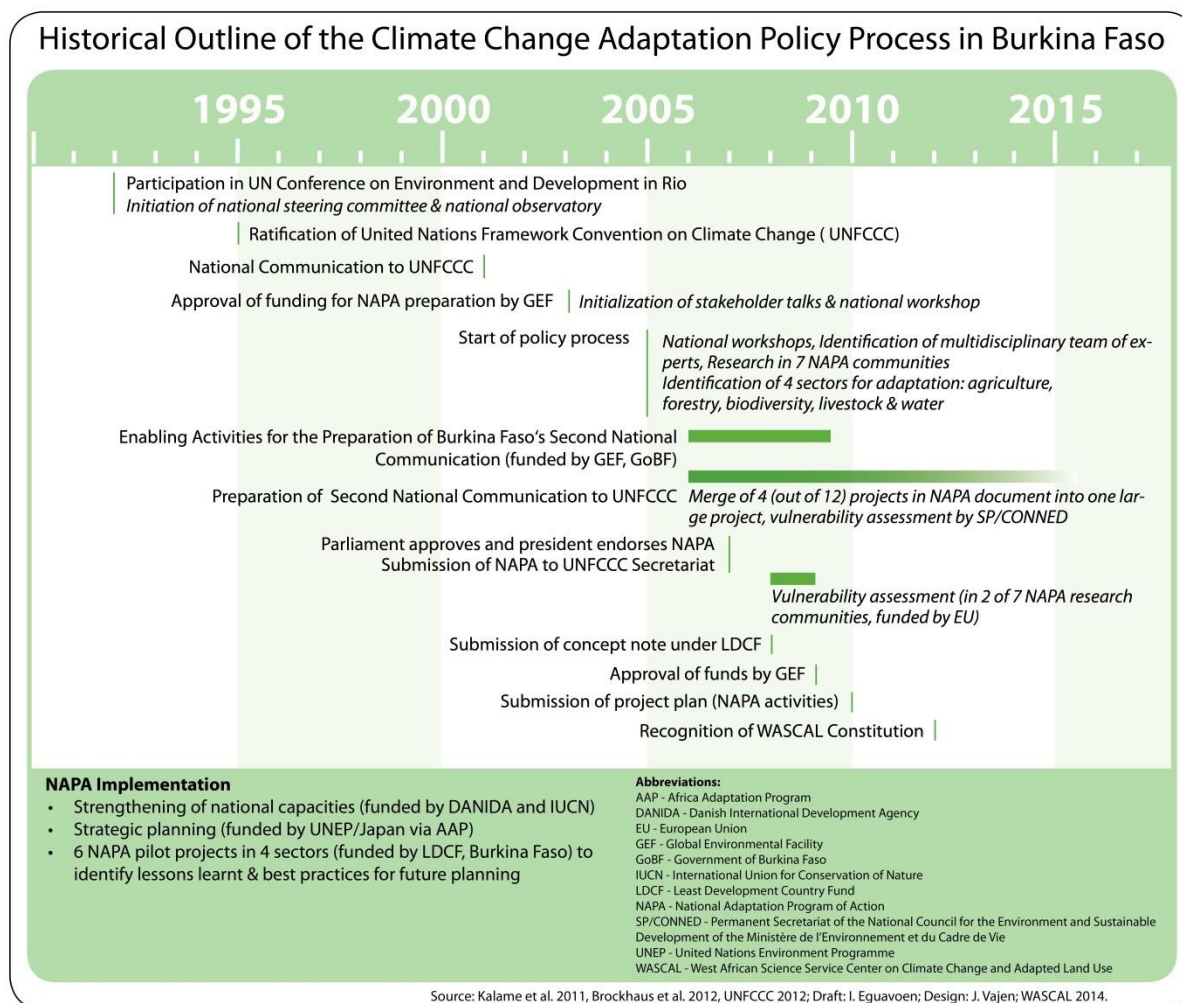 Historical Outline of the Climate Change Adaptation Policy Process in Burkina Faso
1995 2000 2005 2010 2015
Participation in UN Conference on Environment and Development in Rio
Initiation of national steering committee & national observatory
Ratification of United Nations Framework Convention on Climate Change ( UNFCCC)
National Communication to UNFCCC
Approval of funding for NAPA preparation by GEF
Initialization of stakeholder talks & national workshop
Start of policy process
National workshops, Identification of multidisciplinary team of ex-
perts, Research in 7 NAPA communities
Identification of 4 sectors for adaptation: agriculture,
forestry, biodiversity, livestock & water
Enabling Activities for the Preparation of Burkina Faso‘s Second National
Communication (funded by GEF, GoBF)
Preparation of Second National Communication to UNFCCC
Merge of 4 (out of 12) projects in NAPA document into one lar-
ge project, vulnerability assessment by SP/CONNED
Parliament approves and president endorses NAPA
Submission of NAPA to UNFCCC Secretariat
Vulnerability assessment (in 2 of 7 NAPA research
communities, funded by EU)
Submission of concept note under LDCF
Approval of funds by GEF
Submission of project plan (NAPA activities)
Recognition of WASCAL Constitution
NAPA Implementation
• Strengthening of national capacities (funded by DANIDA and IUCN)
• Strategic planning (funded by UNEP/Japan via AAP)
• 6 NAPA pilot projects in 4 sectors (funded by LDCF, Burkina Faso) to
identify lessons learnt & best practices for future planning
Abbreviations:
AAP - Africa Adaptation Program
DANIDA - Danish International Development Agency
EU - European Union
GEF - Global Environmental Facility
GoBF - Government of Burkina Faso
IUCN - International Union for Conservation of Nature
LDCF - Least Development Country Fund
NAPA - National Adaptation Program of Action
SP/CONNED - Permanent Secretariat of the National Council for the Environment and Sustainable
Development of the Ministère de l’Environnement et du Cadre de Vie
UNEP - United Nations Environment Programme
WASCAL - West African Science Service Center on Climate Change and Adapted Land Use
Source: Kalame et al. 2011, Brockhaus et al. 2012, UNFCCC 2012; Draft: I. Eguavoen; Design: J. Vajen; WASCAL 2014.